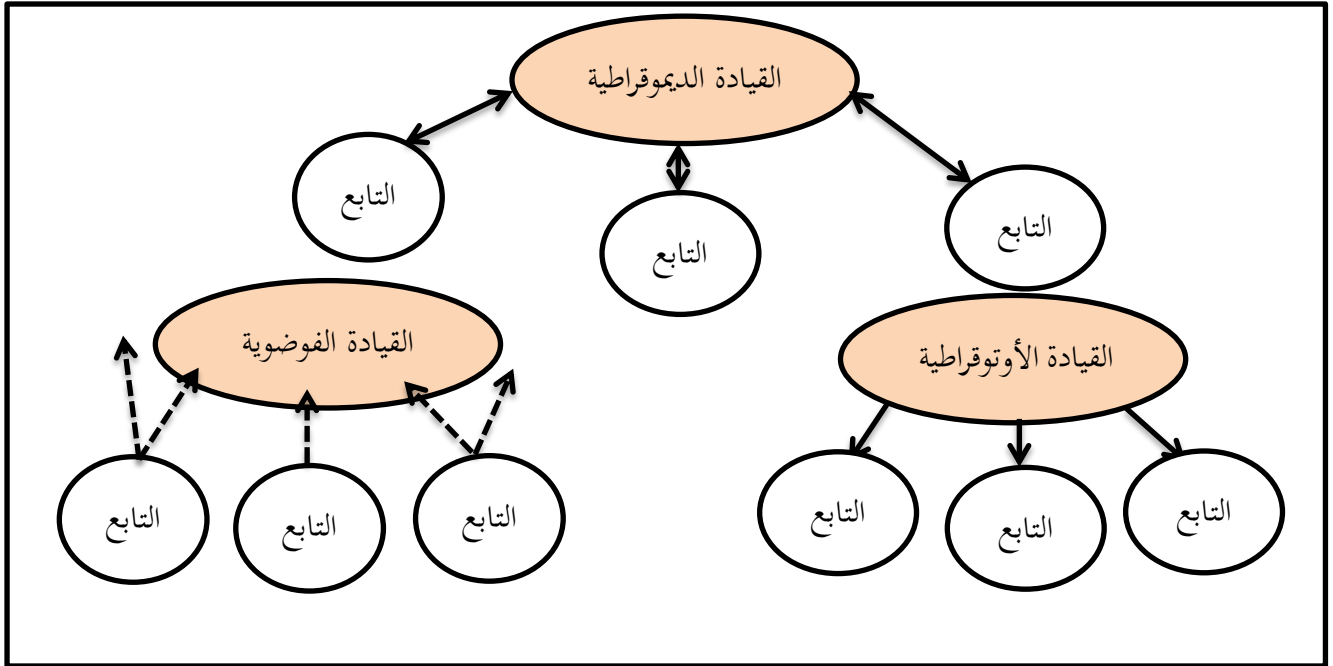 القيادة الديموقراطية
التابع
التابع
التابع
القيادة الأوتوقراطية
القيادة الفوضوية
التابع
التابع
التابع
التابع
التابع
التابع